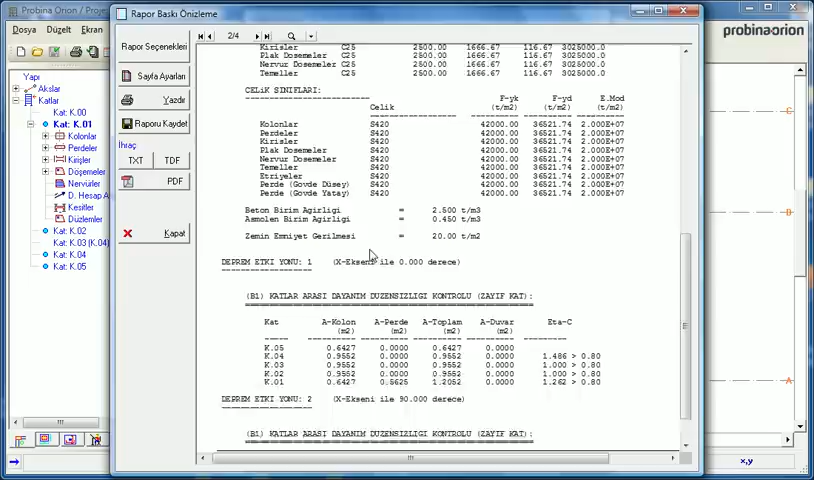 Probina Orion / [
Rapor Baskı Önizleme
Dosya Düzelt Ekran
probina orion
Rapor Seçenekleri
Sayfa Ayarları
Yazdır
Raporu Kaydet
İhraç
TXT TDF
PDF
Kapat
2/4
Yapı
Akslar
Katlar
Kat: K.00
Kat: K.01
Kolonlar
Perdeler
Kirişler
Döşemeler
Nervürler
D. Hesap A
Kesitler
Düzlemler
Kat: K.02
Kat: K.03 (K.04)
Kat: K.04
Kat: K.05
Kirisler C25 2500.00 1666.67 116.67 3025000.0
Plak Dosemeler C25 2500.00 1666.67 116.67 3025000.0
Nervur Dosemeler C25 2500.00 1666.67 116.67 3025000.0
Temeller C25 2500.00 1666.67 116.67 3025000.0
CELiK SINIFLARI:
Celik F-yk F-yd E.Mod
(t/m2) (t/m2) (t/m2)
Kolonlar S420 42000.00 36521.74 2.000E+07
Perdeler S420 42000.00 36521.74 2.000E+07
Kirisler S420 42000.00 36521.74 2.000E+07
Plak Dosemeler S420 42000.00 36521.74 2.000E+07
Nervur Dosemeler S420 42000.00 36521.74 2.000E+07
Temeller S420 42000.00 36521.74 2.000E+07
Etriyeler S420 42000.00 36521.74 2.000E+07
Perde (Govde Düsey) S420 42000.00 36521.74 2.000E+07
Perde (Govde Yatay) S420 42000.00 36521.74 2.000E+07
Beton Birim Agirligi = 2.500 t/m3
Asmolen Birim Agirligi = 0.450 t/m3
Zemin Emniyet Gerilmesi = 20.00 t/m2
DEPREM ETKI YONU: 1 (X-Ekseni ile 0.000 derece)
(B1) KATLAR ARASI DAYANIM DUZENSIZLIGI KONTROLU (ZAYIF KAT):
Kat A-Kolon A-Perde A-Toplam A-Duvar Eta-C
(m2) (m2) (m2) (m2)
K.05 0.6427 0.0000 0.6427 0.0000
K.04 0.9552 0.0000 0.9552 0.0000 1.486 > 0.80
K.03 0.9552 0.0000 0.9552 0.0000 1.000 > 0.80
K.02 0.9552 0.0000 0.9552 0.0000 1.000 > 0.80
K.01 0.6427 0.5625 1.2052 0.0000 1.262 > 0.80
DEPREM ETKI YONU: 2 (X-Ekseni ile 90.000 derece)
(B1) KATLAR ARASI DAYANIM DUZENSIZLIGI KONTROLU (ZAYIF KAT):
C
B
A
x,y